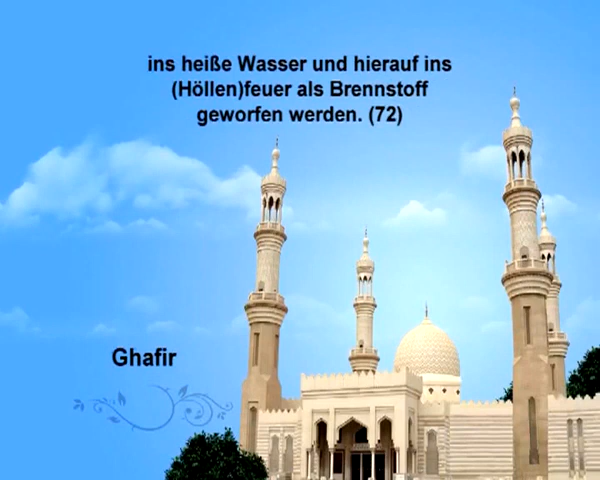 ins heiße Wasser und hierauf ins
(Höllen)feuer als Brennstoff
geworfen werden. (72)
Ghafir